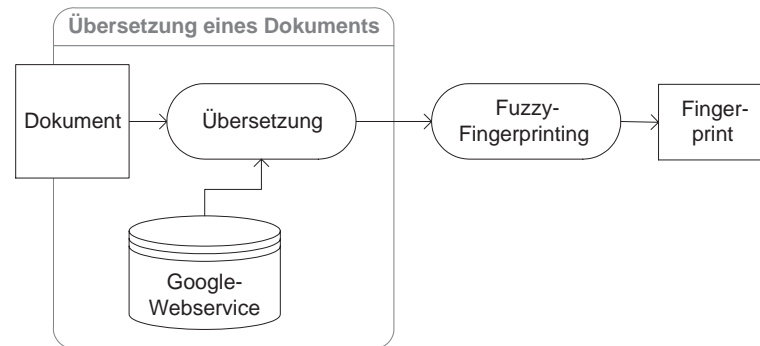 Übersetzung eines Dokuments
Dokument
Übersetzung
Fuzzy-
Fingerprinting
Finger-
print
Google-
Webservice